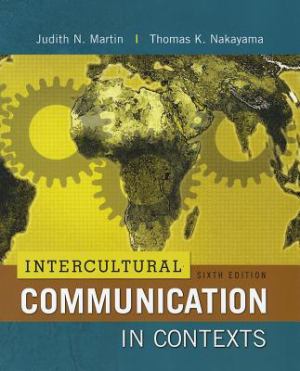 Judith N. Martin | Thomas K. Nakayama
INTERCULTURAL SIXTH EDITION
COMMUNICATION
IN CONTEXTS